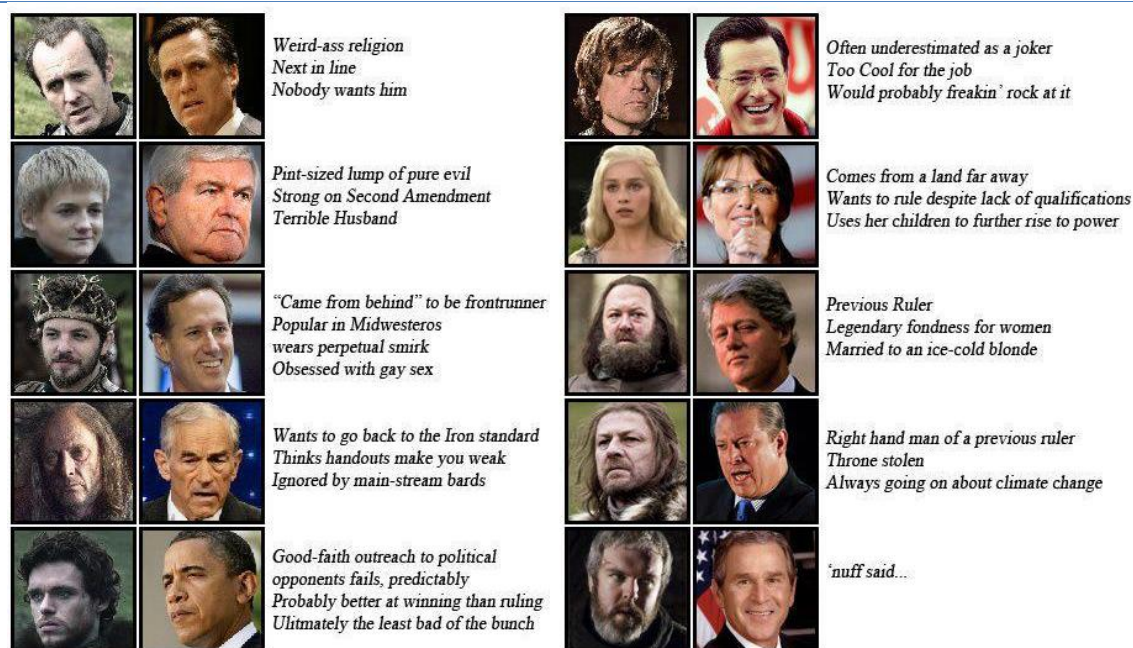 Weird-ass religion
Next in line
Nobody wants him
Pint-sized lump of pure evil
Strong on Second Amendment
Terrible Husband
“Came from behind” to be frontrunner
Popular in Midwesteros
wears perpetual smirk
Obsessed with gay sex
Wants to go back to the Iron standard
Thinks handouts make you weak
Ignored by main-stream bards
Good-faith outreach to political
opponents fails, predictably
Probably better at winning than ruling
Ulitmately the least bad of the bunch
Often underestimated as a joker
Too Cool for the job
Would probably freakin’ rock at it
Comes from a land far away
Wants to rule despite lack of qualifications
Uses her children to further rise to power
Previous Ruler
Legendary fondness for women
Married to an ice-cold blonde
Right hand man of a previous ruler
Throne stolen
Always going on about climate change
‘nuff said...